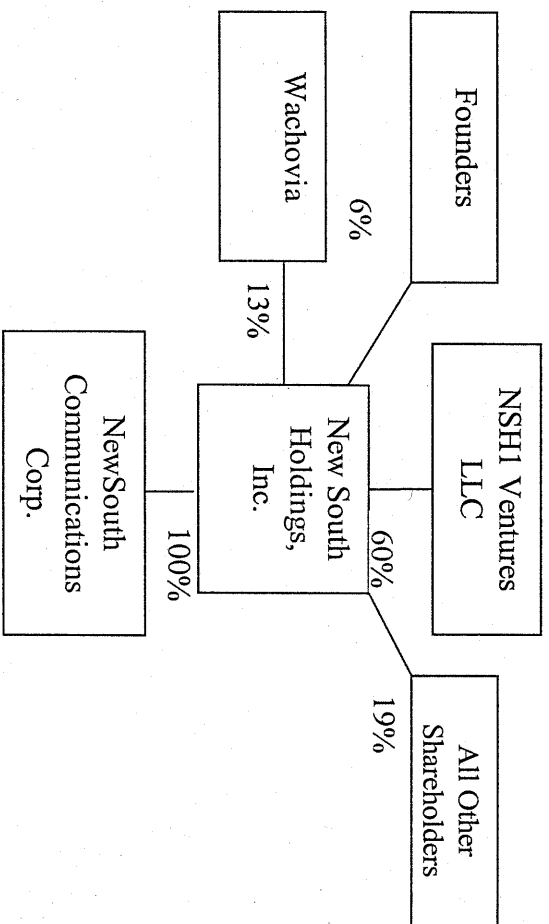 Founders
NSH1 Ventures
LLC
All Other
Shareholders
6%
60%
19%
Wachovia
13%
New South
Holdings,
Inc.
100%
NewSouth
Communications
Corp.